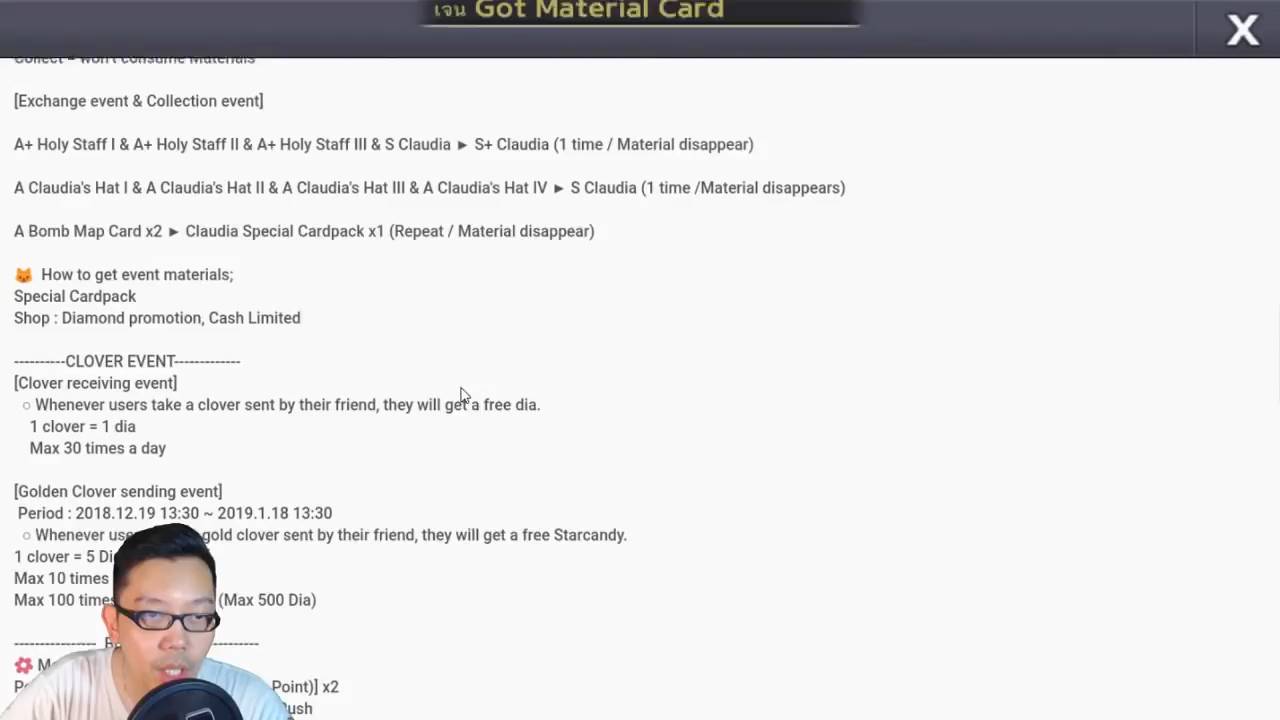 เจน Got Material Card
X
Collect = won't consume Materials
[Exchange event & Collection event]
A+ Holy Staff I & A+ Holy Staff II & A+ Holy Staff III & S Claudia ► S+ Claudia (1 time / Material disappear)
A Claudia's Hat I & A Claudia's Hat II & A Claudia's Hat III & A Claudia's Hat IV ► S Claudia (1 time /Material disappears)
A Bomb Map Card x2 ► Claudia Special Cardpack x1 (Repeat / Material disappear)
How to get event materials;
Special Cardpack
Shop : Diamond promotion, Cash Limited
----------CLOVER EVENT-------------
[Clover receiving event]
○ Whenever users take a clover sent by their friend, they will get a free dia.
1 clover = 1 dia
Max 30 times a day
[Golden Clover sending event]
Period : 2018.12.19 13:30 ~ 2019.1.18 13:30
○ Whenever gold clover sent by their friend, they will get a free Starcandy.
1 clover = 5
Max 10 times
Max 100 (Max 500 Dia)
Point)] x2